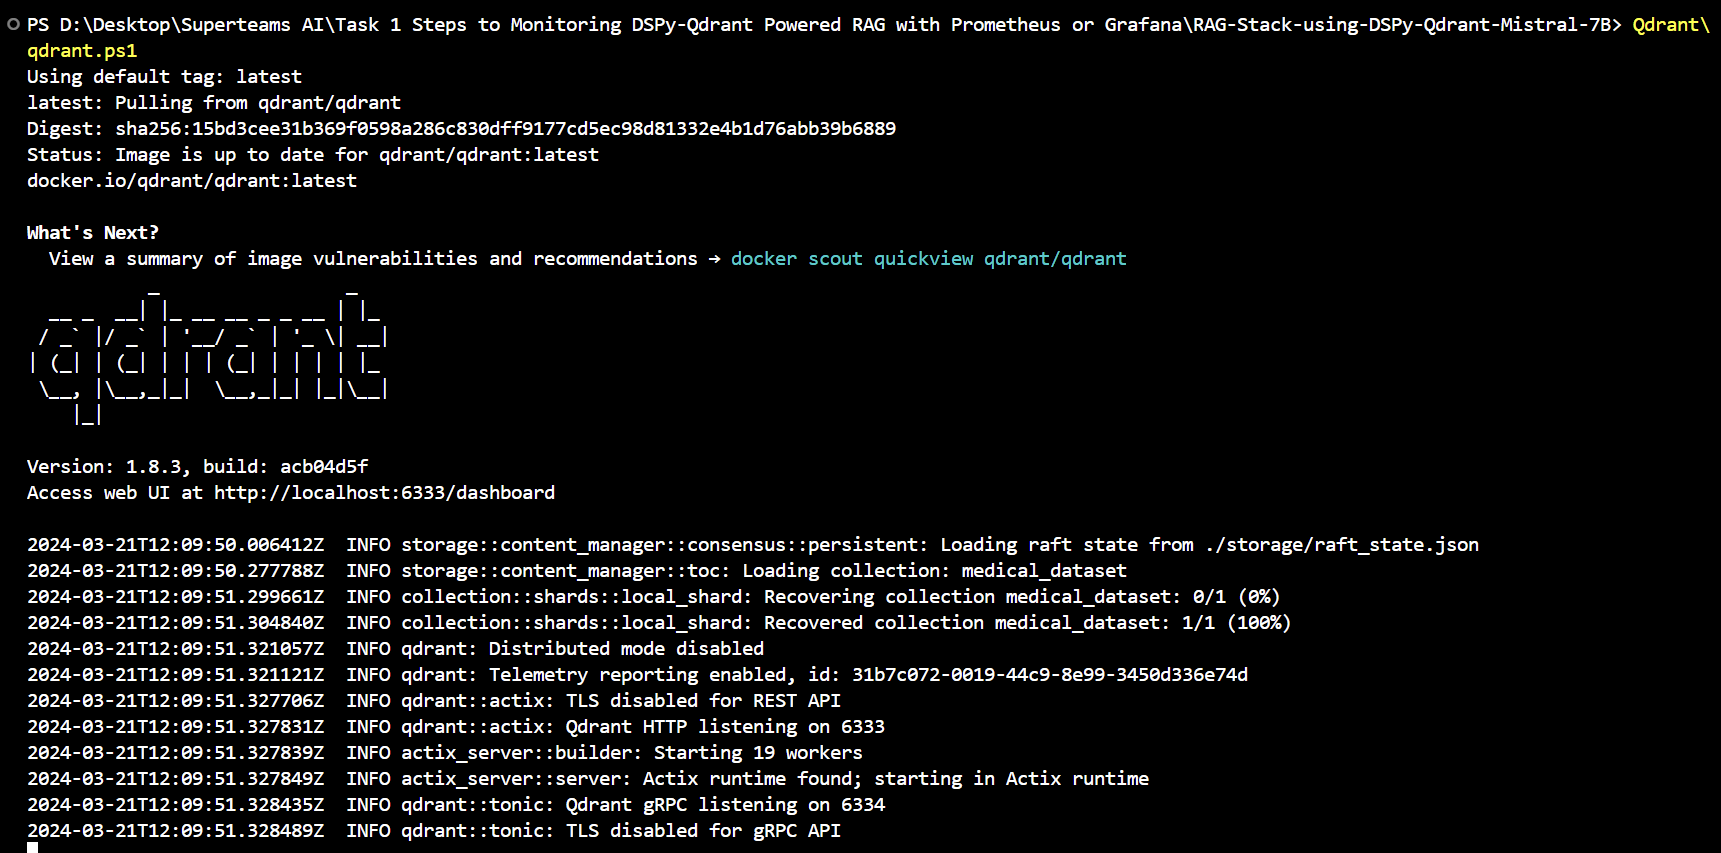 PS D:\Desktop\Superteams AI\Task 1 Steps to Monitoring DSPy-Qdrant Powered RAG with Prometheus or Grafana\RAG-Stack-using-DSPy-Qdrant-Mistral-7B> Qdrant\
qdrant.ps1
Using default tag: latest
latest: Pulling from qdrant/qdrant
Digest: sha256:15bd3cee31b369f0598a286c830dff9177cd5ec98d81332e4b1d76abb39b6889
Status: Image is up to date for qdrant/qdrant:latest
docker.io/qdrant/qdrant:latest
What's Next?
  View a summary of image vulnerabilities and recommendations → docker scout quickview qdrant/qdrant
           _                 _
  __ _  __| |_ __ __ _ _ __ | |_
 / _` |/ _` | '__/ _` | '_ \| __|
| (_| | (_| | | | (_| | | | | |_
 \__, |\__,_|_|  \__,_|_| |_|\__|
    |_|
Version: 1.8.3, build: acb04d5f
Access web UI at http://localhost:6333/dashboard
2024-03-21T12:09:50.006412Z  INFO storage::content_manager::consensus::persistent: Loading raft state from ./storage/raft_state.json
2024-03-21T12:09:50.277788Z  INFO storage::content_manager::toc: Loading collection: medical_dataset
2024-03-21T12:09:51.299661Z  INFO collection::shards::local_shard: Recovering collection medical_dataset: 0/1 (0%)
2024-03-21T12:09:51.304840Z  INFO collection::shards::local_shard: Recovered collection medical_dataset: 1/1 (100%)
2024-03-21T12:09:51.321057Z  INFO qdrant: Distributed mode disabled
2024-03-21T12:09:51.321121Z  INFO qdrant: Telemetry reporting enabled, id: 31b7c072-0019-44c9-8e99-3450d336e74d
2024-03-21T12:09:51.327706Z  INFO qdrant::actix: TLS disabled for REST API
2024-03-21T12:09:51.327831Z  INFO qdrant::actix: Qdrant HTTP listening on 6333
2024-03-21T12:09:51.327839Z  INFO actix_server::builder: Starting 19 workers
2024-03-21T12:09:51.327849Z  INFO actix_server::server: Actix runtime found; starting in Actix runtime
2024-03-21T12:09:51.328435Z  INFO qdrant::tonic: Qdrant gRPC listening on 6334
2024-03-21T12:09:51.328489Z  INFO qdrant::tonic: TLS disabled for gRPC API